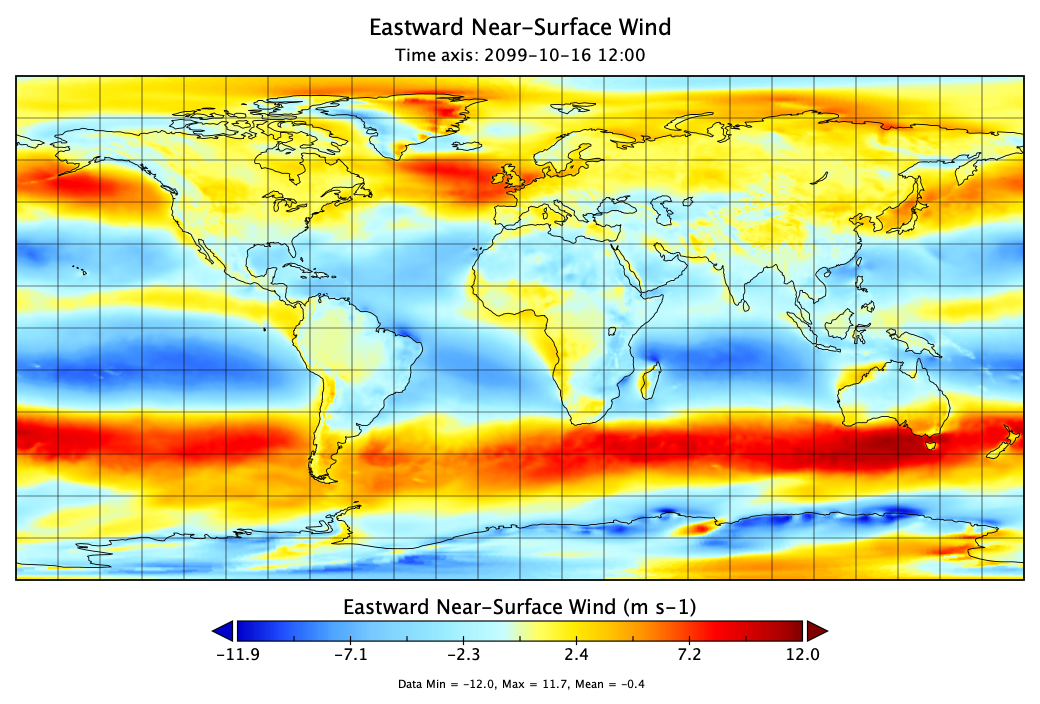 Eastward Near–Surface Wind
Time axis: 2099-10-16 12:00
Eastward Near–Surface Wind (m s-1)
−11.9 −7.1 −2.3 2.4 7.2 12.0
Data Min = -12.0, Max = 11.7, Mean = -0.4